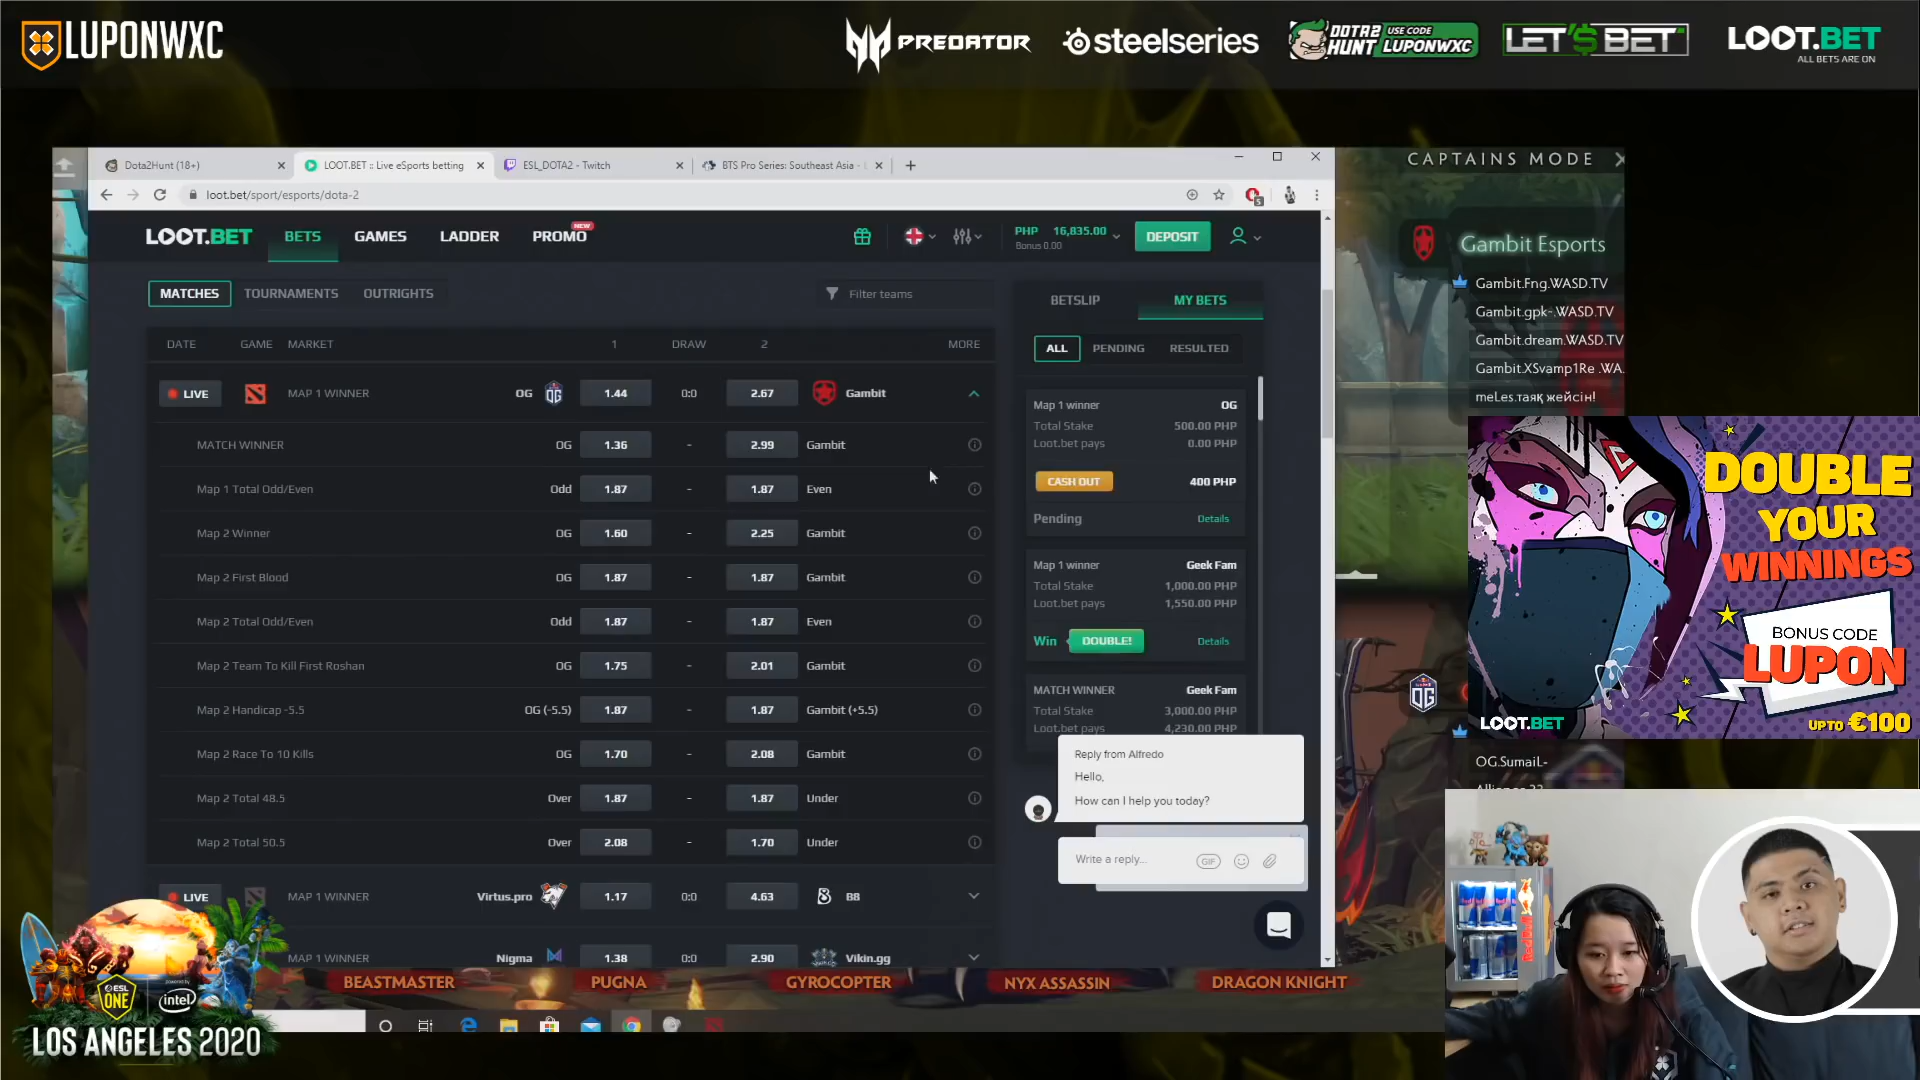 LUPONWXC
PREDATOR
steelseries
DOTA2 HUNT USE CODE LUPONWXC
LET'$ BET
LOOT.BET
ALL BETS ARE ON
Dota2Hunt (18+)
LOOT.BET :: Live eSports betting
ESL_DOTA2 - Twitch
BTS Pro Series: Southeast Asia -
loot.bet/sport/esports/dota-2
LOOT.BET
BETS
GAMES
LADDER
PROMO
NEW
PHP 16,835.00
Bonus 0.00
DEPOSIT
MATCHES
TOURNAMENTS
OUTRIGHTS
Filter teams
BETSLIP
MY BETS
ALL
PENDING
RESULTED
DATE GAME MARKET 1 DRAW 2 MORE
LIVE MAP 1 WINNER OG OG 1.44 0:0 2.67 Gambit
MATCH WINNER OG 1.36 - 2.99 Gambit
Map 1 Total Odd/Even Odd 1.87 - 1.87 Even
Map 2 Winner OG 1.60 - 2.25 Gambit
Map 2 First Blood OG 1.87 - 1.87 Gambit
Map 2 Total Odd/Even Odd 1.87 - 1.87 Even
Map 2 Team To Kill First Roshan OG 1.75 - 2.01 Gambit
Map 2 Handicap -5.5 OG (-5.5) 1.87 - 1.87 Gambit (+5.5)
Map 2 Race To 10 Kills OG 1.70 - 2.08 Gambit
Map 2 Total 48.5 Over 1.87 - 1.87 Under
Map 2 Total 50.5 Over 2.08 - 1.70 Under
LIVE MAP 1 WINNER Virtus.pro 1.17 0:0 4.63 B8
Nigma 1.38 0:0 2.90 Vikin.gg
Map 1 winner OG
Total Stake 500.00 PHP
Loot.bet pays 0.00 PHP
CASH OUT 400 PHP
Pending Details
Map 1 winner Geek Fam
Total Stake 1,000.00 PHP
Loot.bet pays 1,550.00 PHP
Win DOUBLE! Details
MATCH WINNER Geek Fam
Total Stake 3,000.00 PHP
Loot.bet pays 4,230.00 PHP
Reply from Alfredo
Hello,
How can I help you today?
Write a reply...
GIF
CAPTAINS MODE
Gambit Esports
Gambit.Fng.WASD.TV
Gambit.gpk-.WASD.TV
Gambit.dream.WASD.TV
Gambit.XSvamp1Re .WA.
meLes.таяқ жейсін!
DOUBLE
YOUR
WINNINGS
BONUS CODE
LUPON
LOOT.BET
UP TO €100
OG
OG.SumaiL-
BEASTMASTER
PUGNA
GYROCOPTER
NYX ASSASSIN
DRAGON KNIGHT
ESL ONE
powered by
intel
LOS ANGELES 2020
Red Bull